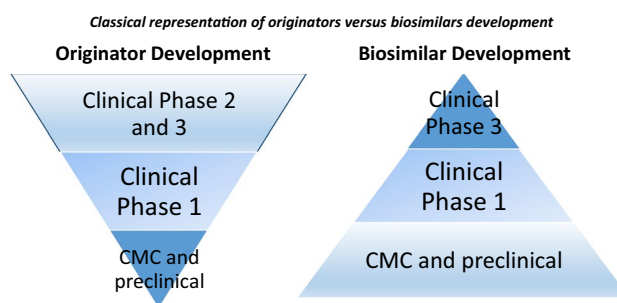 Classical representation of originators versus biosimilars development
Originator Development
Clinical Phase 2
and 3
Clinical
Phase 1
CMC and
preclinical
Biosimilar Development
Clinical
Phase 3
Clinical
Phase 1
CMC and preclinical